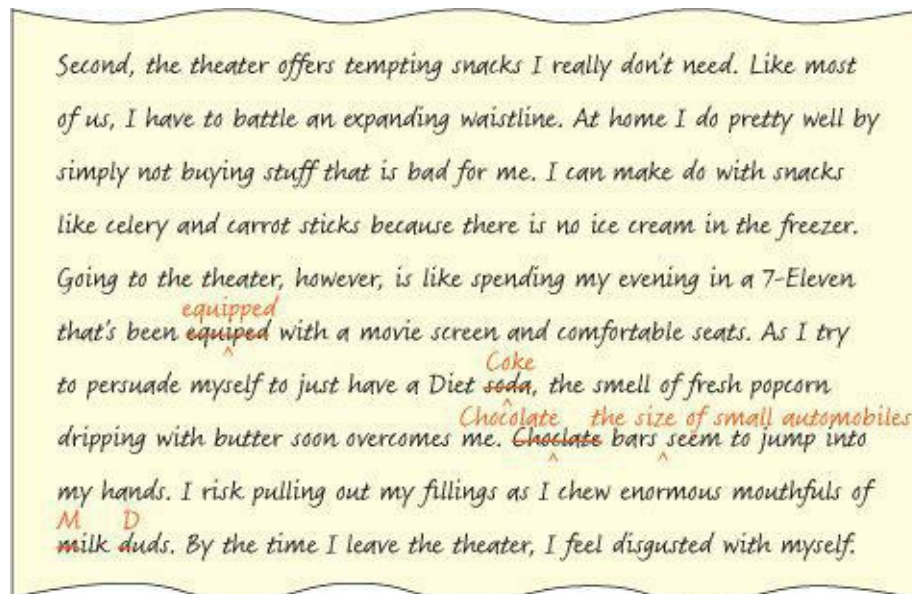 Second, the theater offers tempting snacks I really don't need. Like most
of us, I have to battle an expanding waistline. At home I do pretty well by
simply not buying stuff that is bad for me. I can make do with snacks
like celery and carrot sticks because there is no ice cream in the freezer.
Going to the theater, however, is like spending my evening in a 7-Eleven
equipped
that's been equiped with a movie screen and comfortable seats. As I try
Coke
to persuade myself to just have a Diet soda, the smell of fresh popcorn
Chocolate the size of small automobiles
dripping with butter soon overcomes me. Choclate bars seem to jump into
my hands. I risk pulling out my fillings as I chew enormous mouthfuls of
M D
milk duds. By the time I leave the theater, I feel disgusted with myself.